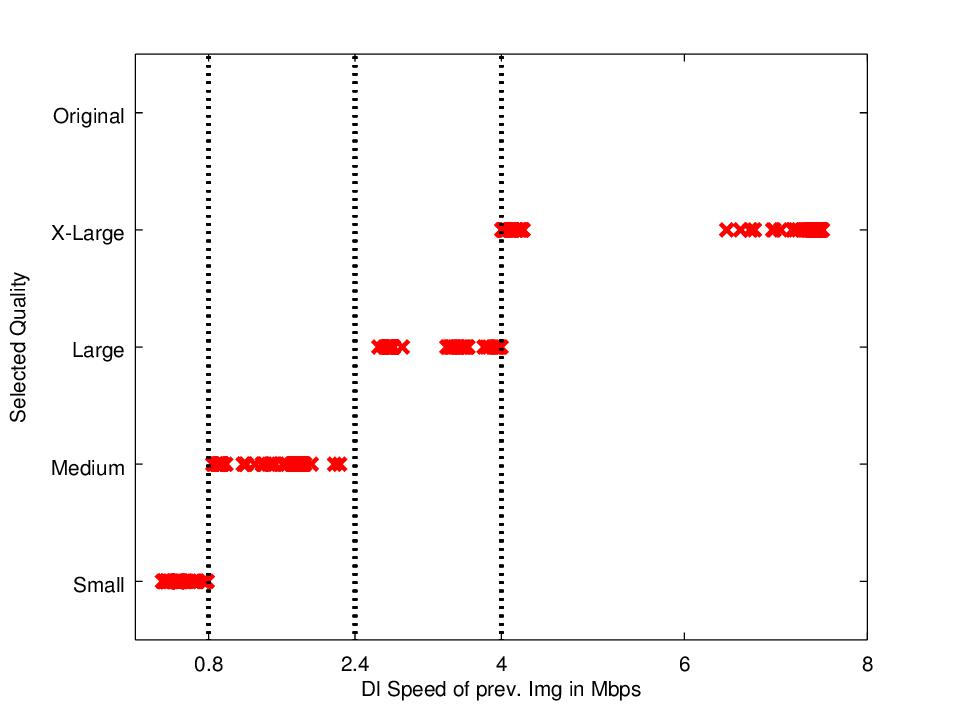 Original
X-Large
Large
Medium
Small
Selected Quality
0.8 2.4 4 6 8
Dl Speed of prev. Img in Mbps